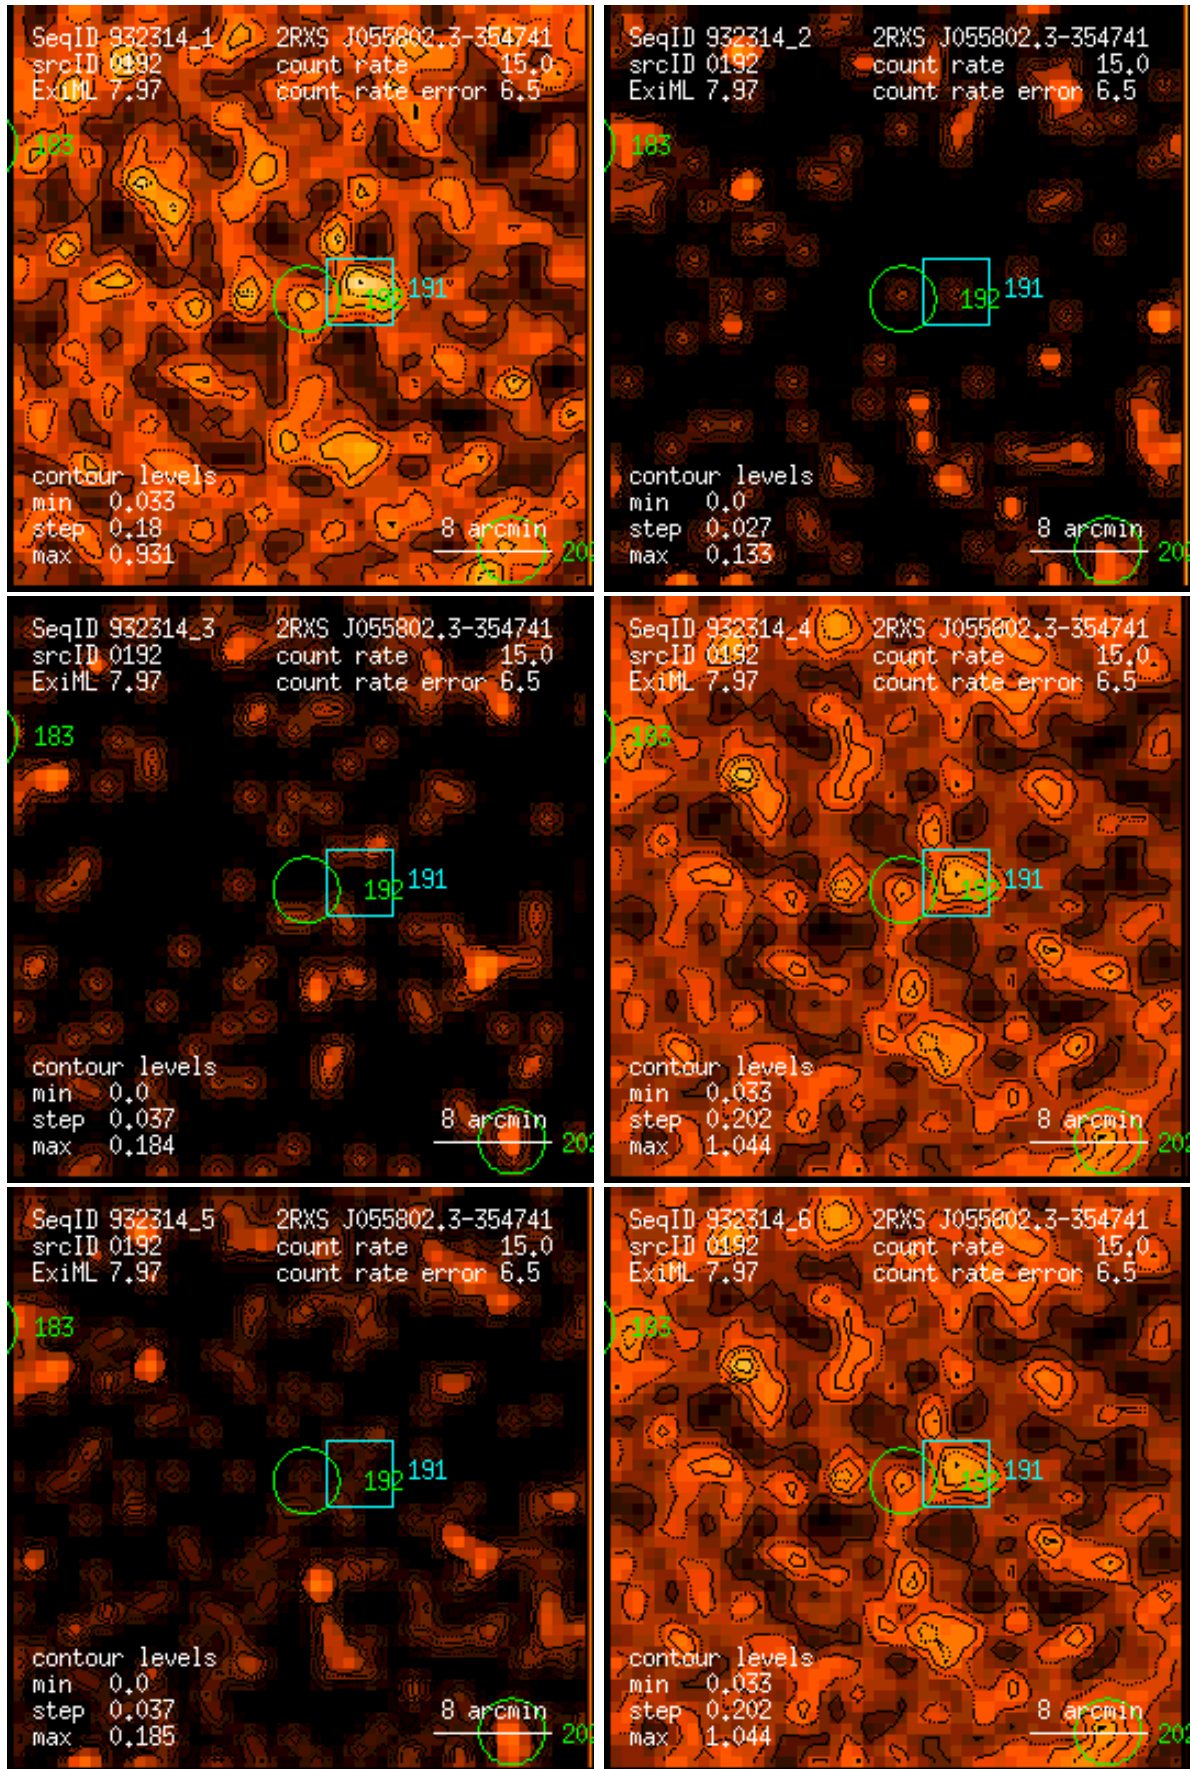 SeqID 932314_1 2RXS J055802.3-354741
srcID 0192 count rate 15.0
ExiML 7.97 count rate error 6.5
183
192 191
contour levels
min 0.033
step 0.18 8 arcmin
max 0.931 202
SeqID 932314_2 2RXS J055802.3-354741
srcID 0192 count rate 15.0
ExiML 7.97 count rate error 6.5
183
192 191
contour levels
min 0.0
step 0.027 8 arcmin
max 0.133 202
SeqID 932314_3 2RXS J055802.3-354741
srcID 0192 count rate 15.0
ExiML 7.97 count rate error 6.5
183
192 191
contour levels
min 0.0
step 0.037 8 arcmin
max 0.184 202
SeqID 932314_4 2RXS J055802.3-354741
srcID 0192 count rate 15.0
ExiML 7.97 count rate error 6.5
183
192 191
contour levels
min 0.033
step 0.202 8 arcmin
max 1.044 202
SeqID 932314_5 2RXS J055802.3-354741
srcID 0192 count rate 15.0
ExiML 7.97 count rate error 6.5
183
192 191
contour levels
min 0.0
step 0.037 8 arcmin
max 0.185 202
SeqID 932314_6 2RXS J055802.3-354741
srcID 0192 count rate 15.0
ExiML 7.97 count rate error 6.5
183
192 191
contour levels
min 0.033
step 0.202 8 arcmin
max 1.044 202